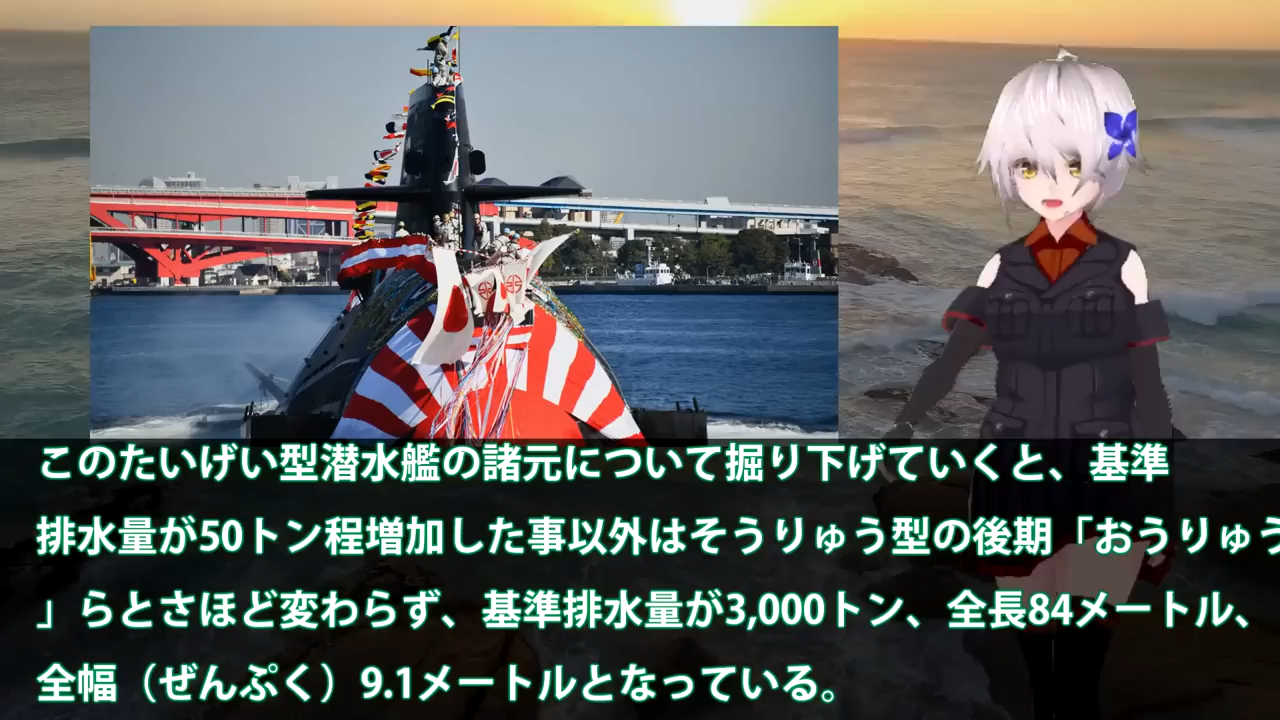 このたいげい型潜水艦の諸元について掘り下げていくと、基準
排水量が50トン程増加した事以外はそうりゅう型の後期「おうりゅう
」らとさほど変わらず、基準排水量が3,000トン、全長84メートル、
全幅（ぜんぷく）9.1メートルとなっている。